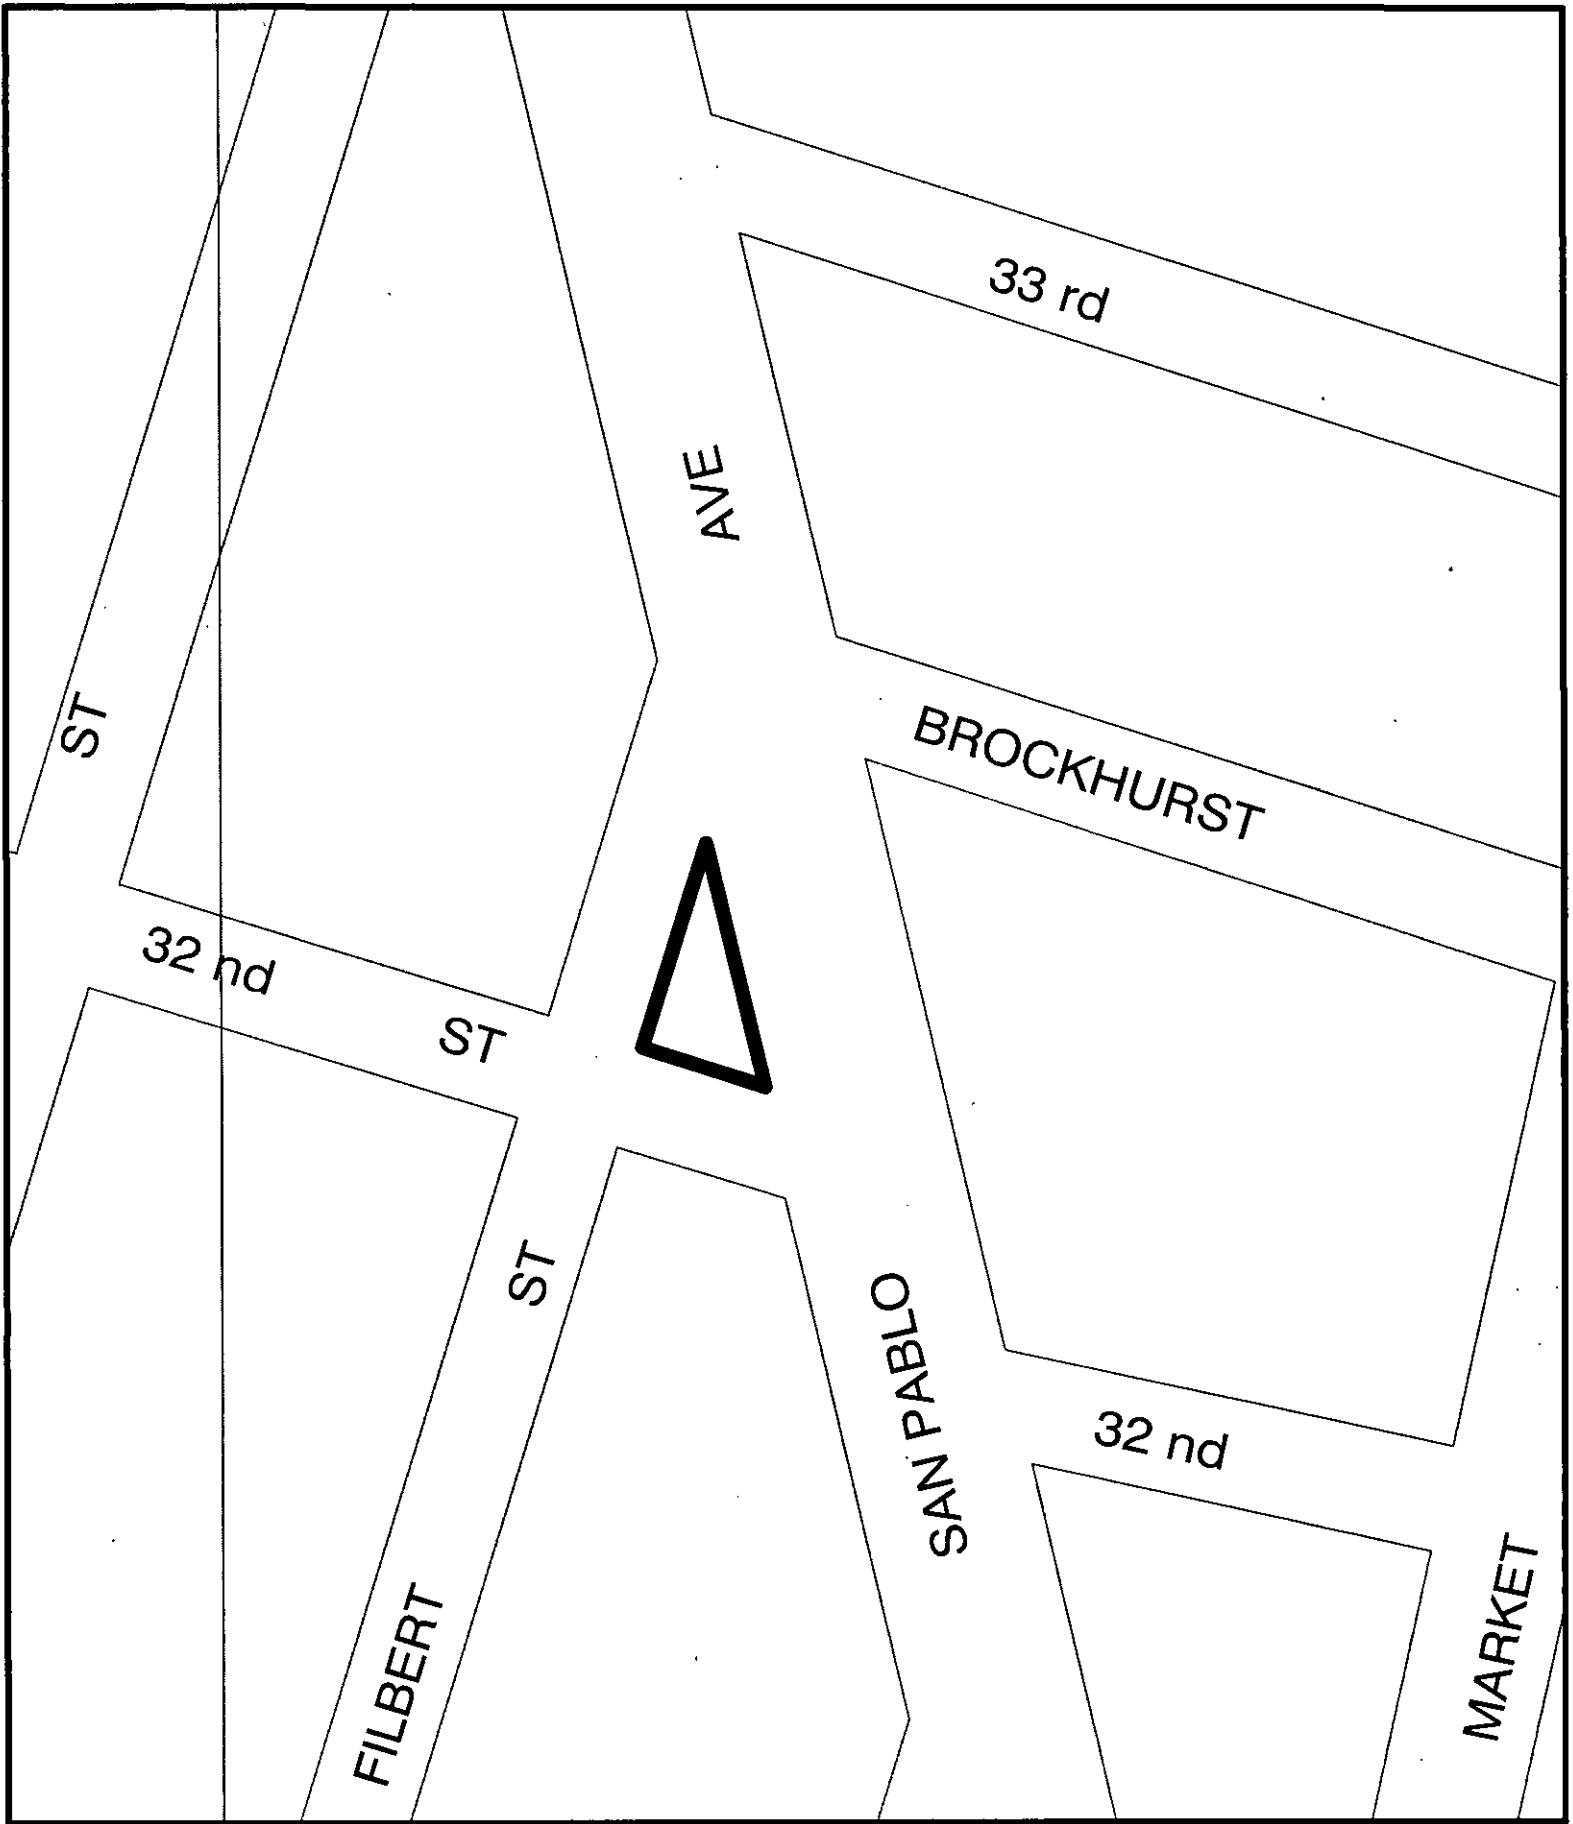 33 rd
AVE
ST
BROCKHURST
32 nd
ST
ST
SAN PABLO
32 nd
FILBERT
MARKET